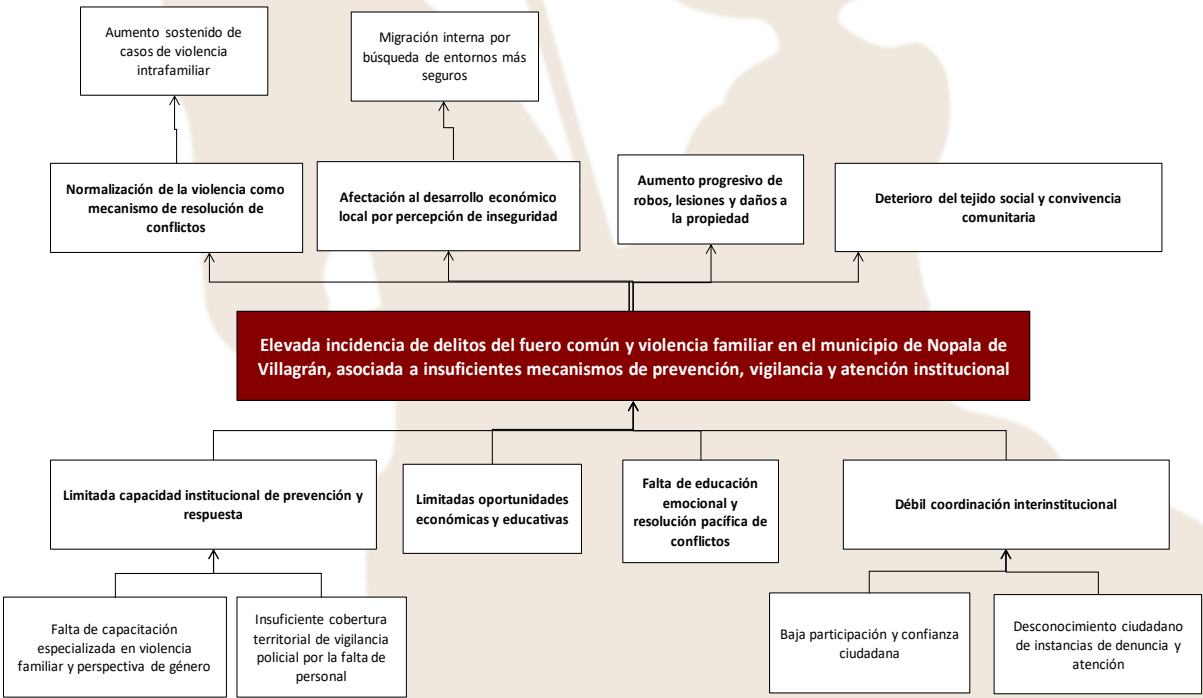 Aumento sostenido de
casos de violencia
intrafamiliar
Migración interna por
búsqueda de entornos más
seguros
Normalización de la violencia como
mecanismo de resolución de
conflictos
Afectación al desarrollo económico
local por percepción de inseguridad
Aumento progresivo de
robos, lesiones y daños a
la propiedad
Deterioro del tejido social y convivencia
comunitaria
Elevada incidencia de delitos del fuero común y violencia familiar en el municipio de Nopala de
Villagrán, asociada a insuficientes mecanismos de prevención, vigilancia y atención institucional
Limitada capacidad institucional de prevención y
respuesta
Limitadas oportunidades
económicas y educativas
Falta de educación
emocional y
resolución pacífica de
conflictos
Débil coordinación interinstitucional
Falta de capacitación
especializada en violencia
familiar y perspectiva de género
Insuficiente cobertura
territorial de vigilancia
policial por la falta de
personal
Baja participación y confianza
ciudadana
Desconocimiento ciudadano
de instancias de denuncia y
atención